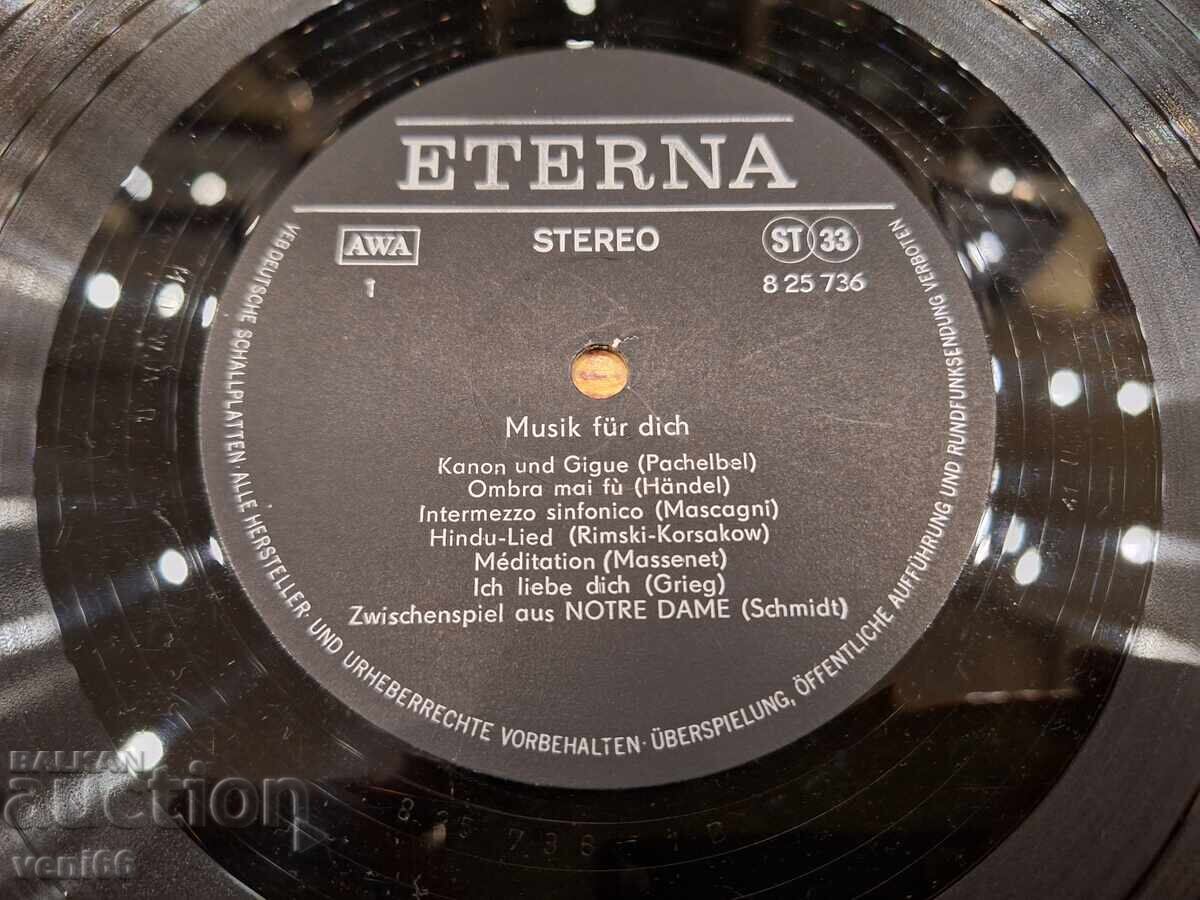 ETERNA
AWA
STEREO
ST 33
1
8 25 736
Musik für dich
Kanon und Gigue (Pachelbel)
Ombra mai fù (Händel)
Intermezzo sinfonico (Mascagni)
Hindu-Lied (Rimski-Korsakow)
Méditation (Massenet)
Ich liebe dich (Grieg)
Zwischenspiel aus NOTRE DAME (Schmidt)
VEB DEUTSCHE SCHALLPLATTEN · ALLE HERSTELLER- UND URHEBERRECHTE VORBEHALTEN · ÜBERSPIELUNG, ÖFFENTLICHE AUFFÜHRUNG UND RUNDFUNKSENDUNG VERBOTEN
BALKAN
auction
veni66